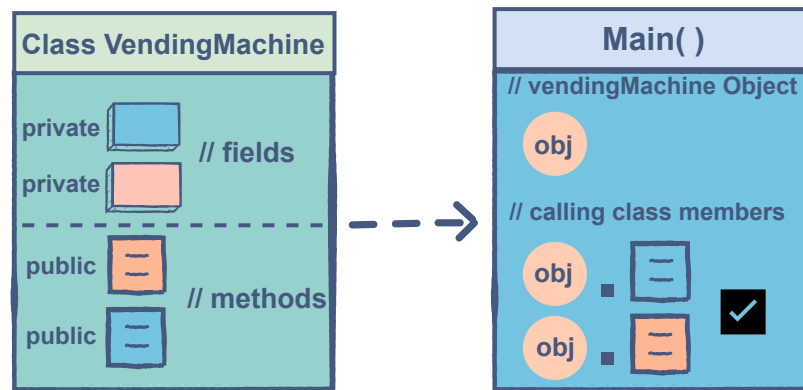 Class VendingMachine
private
// fields
private
public
// methods
public
Main( )
// vendingMachine Object
obj
// calling class members
obj .
obj .